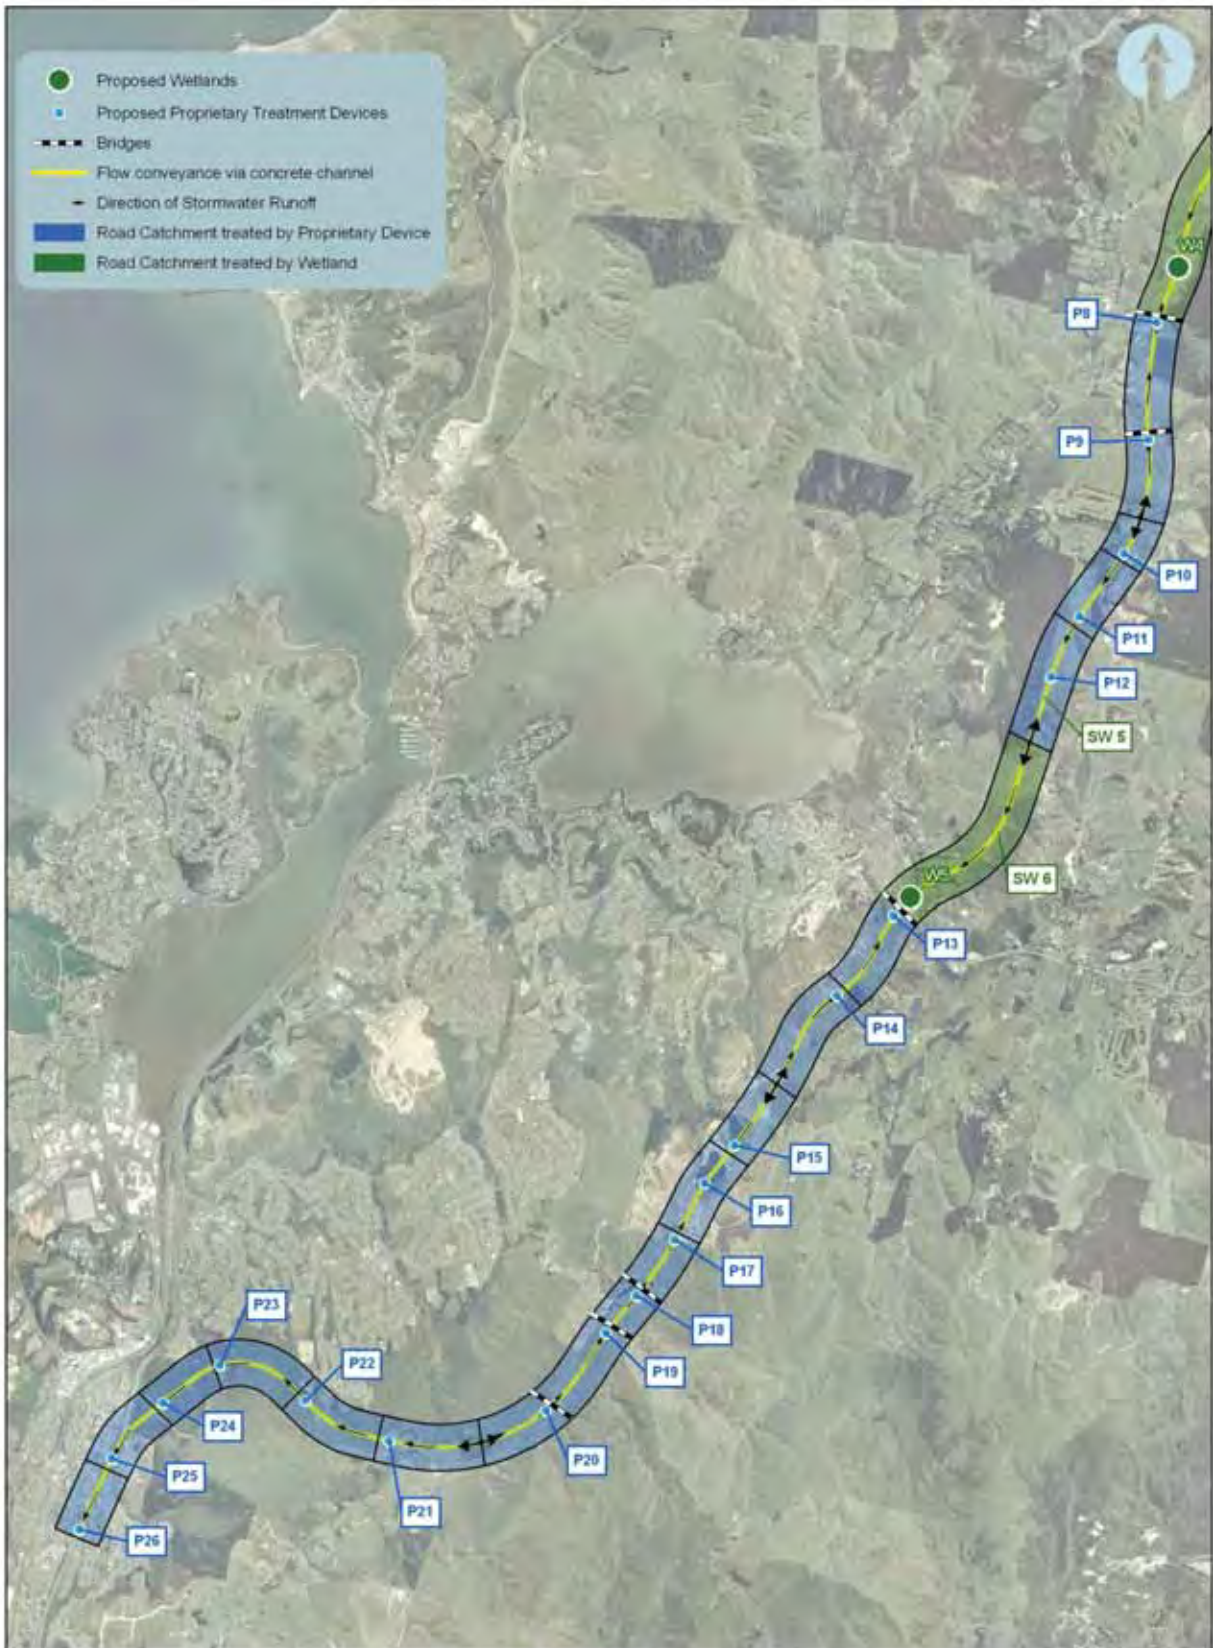 Proposed Wetlands
Proposed Proprietary Treatment Devices
Bridges
Flow conveyance via concrete channel
Direction of Stormwater Runoff
Road Catchment treated by Proprietary Device
Road Catchment treated by Wetland
W4
P8
P9
P10
P11
P12
SW 5
W5
SW 6
P13
P14
P15
P16
P17
P18
P19
P20
P21
P22
P23
P24
P25
P26